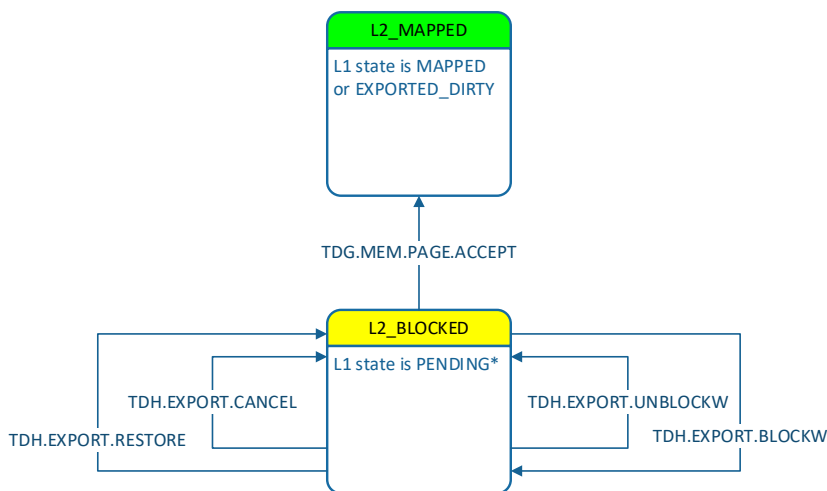 L2_MAPPED
L1 state is MAPPED
or EXPORTED_DIRTY
TDG.MEM.PAGE.ACCEPT
L2_BLOCKED
L1 state is PENDING*
TDH.EXPORT.CANCEL
TDH.EXPORT.UNBLOCKW
TDH.EXPORT.RESTORE
TDH.EXPORT.BLOCKW